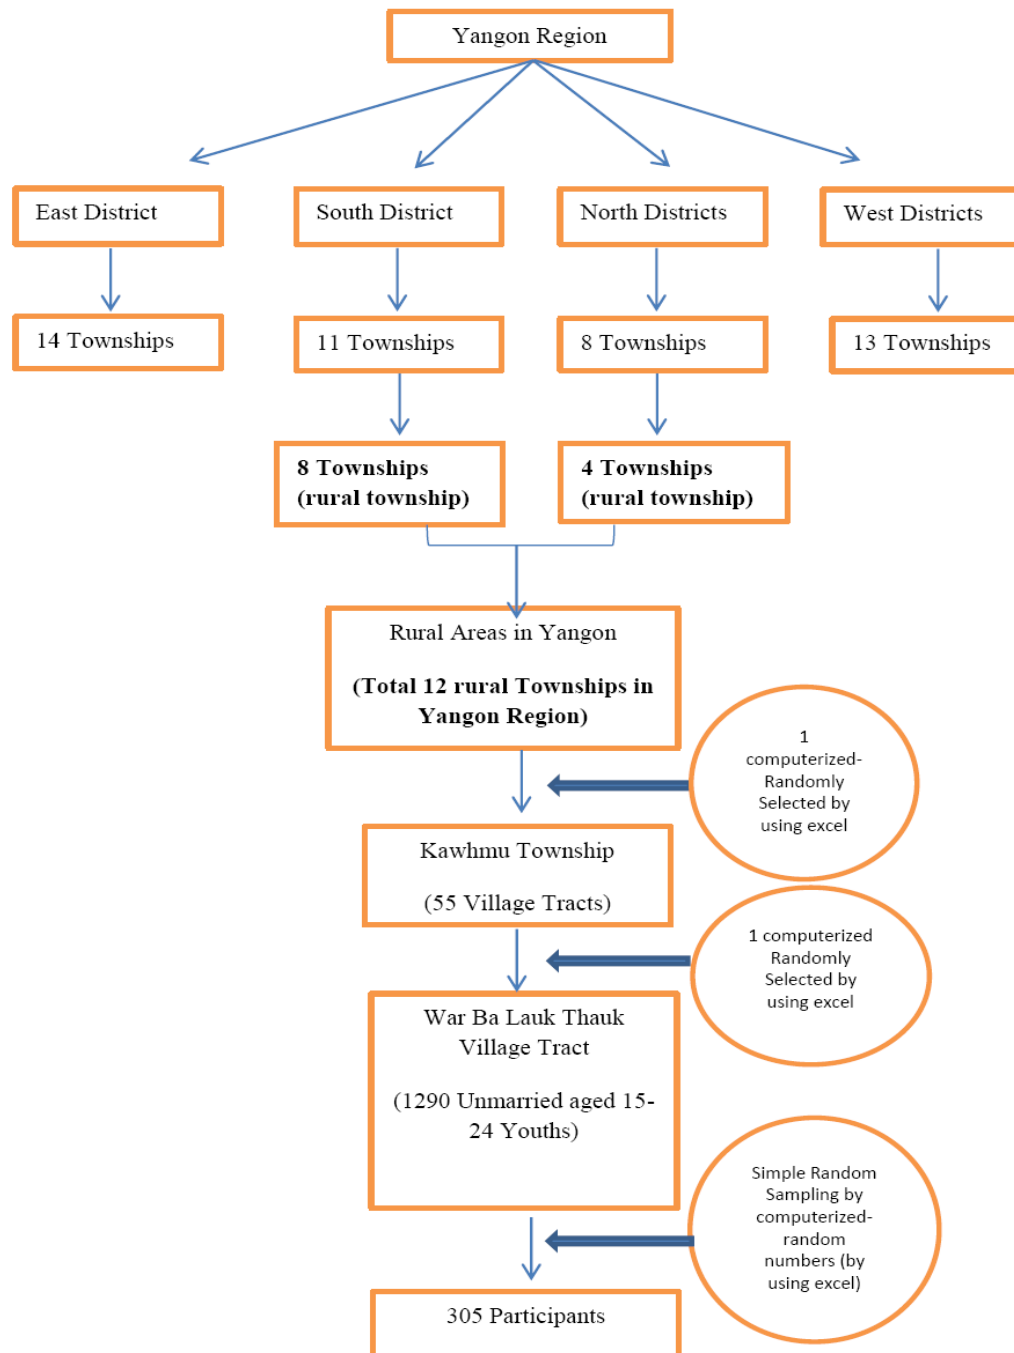 Yangon Region
East District
South District
North Districts
West Districts
14 Townships
11 Townships
8 Townships
13 Townships
8 Townships
(rural township)
4 Townships
(rural township)
Rural Areas in Yangon
(Total 12 rural Townships in
Yangon Region)
1
computerized-
Randomly
Selected by
using excel
Kawhmu Township
(55 Village Tracts)
1 computerized
Randomly
Selected by
using excel
War Ba Lauk Thauk
Village Tract
(1290 Unmarried aged 15-
24 Youths)
Simple Random
Sampling by
computerized-
random
numbers (by
using excel)
305 Participants